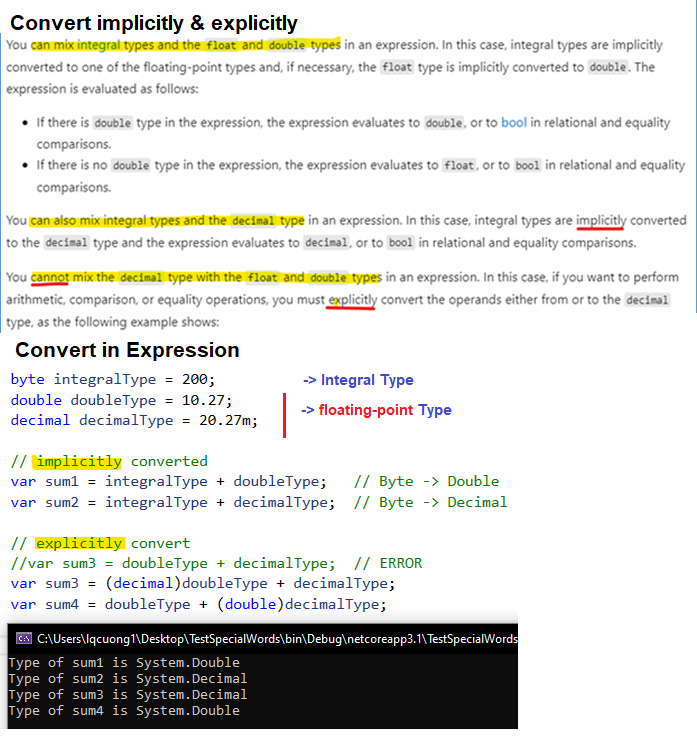 Convert implicitly & explicitly
You can mix integral types and the float and double types in an expression. In this case, integral types are implicitly
converted to one of the floating-point types and, if necessary, the float type is implicitly converted to double. The
expression is evaluated as follows:
• If there is double type in the expression, the expression evaluates to double, or to bool in relational and equality
comparisons.
• If there is no double type in the expression, the expression evaluates to float, or to bool in relational and equality
comparisons.
You can also mix integral types and the decimal type in an expression. In this case, integral types are implicitly converted
to the decimal type and the expression evaluates to decimal, or to bool in relational and equality comparisons.
You cannot mix the decimal type with the float and double types in an expression. In this case, if you want to perform
arithmetic, comparison, or equality operations, you must explicitly convert the operands either from or to the decimal
type, as the following example shows:
Convert in Expression
byte integralType = 200; -> Integral Type
double doubleType = 10.27; -> floating-point Type
decimal decimalType = 20.27m;
// implicitly converted
var sum1 = integralType + doubleType; // Byte -> Double
var sum2 = integralType + decimalType; // Byte -> Decimal
// explicitly convert
//var sum3 = doubleType + decimalType; // ERROR
var sum3 = (decimal)doubleType + decimalType;
var sum4 = doubleType + (double)decimalType;
C:\Users\lqcuong1\Desktop\TestSpecialWords\bin\Debug\netcoreapp3.1\TestSpecialWords
Type of sum1 is System.Double
Type of sum2 is System.Decimal
Type of sum3 is System.Decimal
Type of sum4 is System.Double